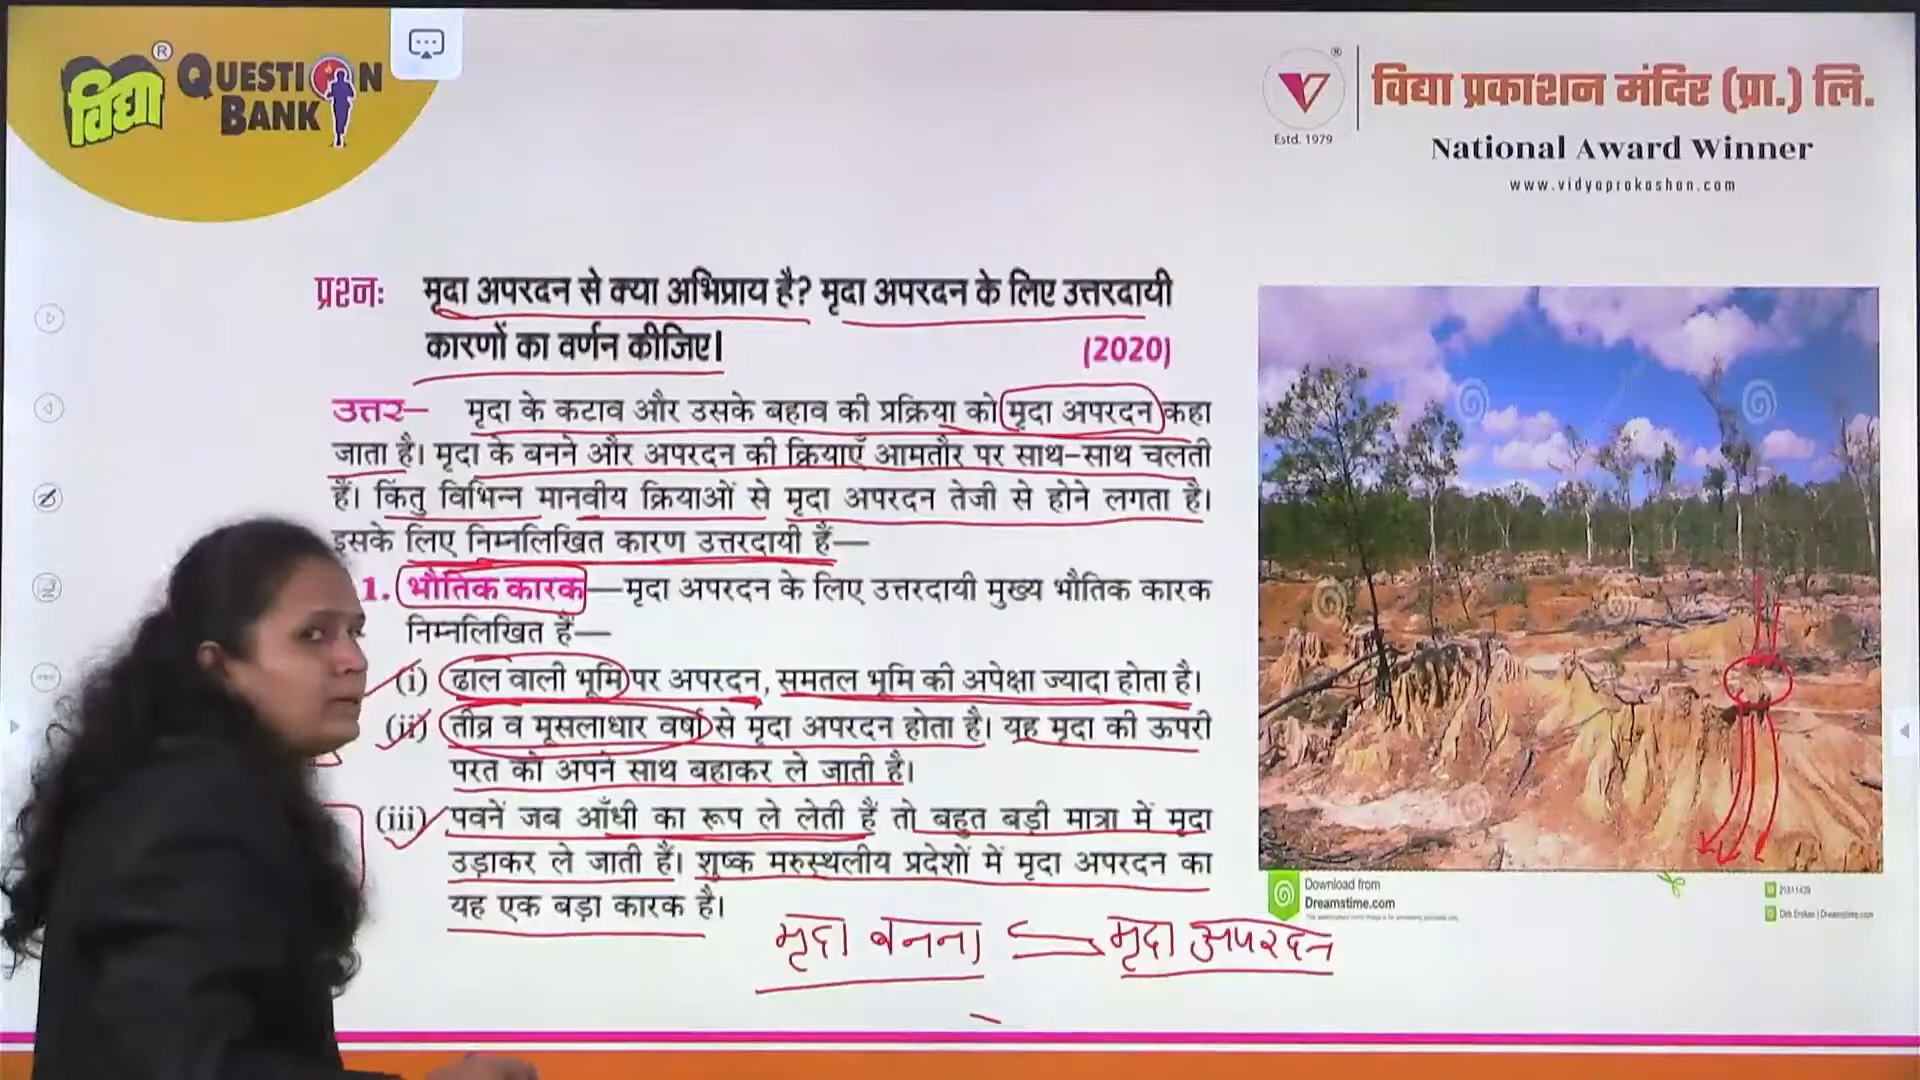 विद्या
QUESTION
BANK
Estd. 1979
विद्या प्रकाशन मंदिर (प्रा.) लि.
National Award Winner
www.vidyaprakashan.com
प्रश्नः मृदा अपरदन से क्या अभिप्राय है? मृदा अपरदन के लिए उत्तरदायी
कारणों का वर्णन कीजिए। (2020)
उत्तर— मृदा के कटाव और उसके बहाव की प्रक्रिया को मृदा अपरदन कहा
जाता है। मृदा के बनने और अपरदन की क्रियाएँ आमतौर पर साथ-साथ चलती
हैं। किंतु विभिन्न मानवीय क्रियाओं से मृदा अपरदन तेजी से होने लगता है।
इसके लिए निम्नलिखित कारण उत्तरदायी हैं—
1. भौतिक कारक—मृदा अपरदन के लिए उत्तरदायी मुख्य भौतिक कारक
निम्नलिखित हैं—
(i) ढाल वाली भूमि पर अपरदन, समतल भूमि की अपेक्षा ज्यादा होता है।
(ii) तीव्र व मूसलाधार वर्षा से मृदा अपरदन होता है। यह मृदा की ऊपरी
परत को अपने साथ बहाकर ले जाती है।
(iii) पवनें जब आँधी का रूप ले लेती हैं तो बहुत बड़ी मात्रा में मृदा
उड़ाकर ले जाती हैं। शुष्क मरुस्थलीय प्रदेशों में मृदा अपरदन का
यह एक बड़ा कारक है।
मृदा बनना मृदा अपरदन
Download from
Dreamstime.com